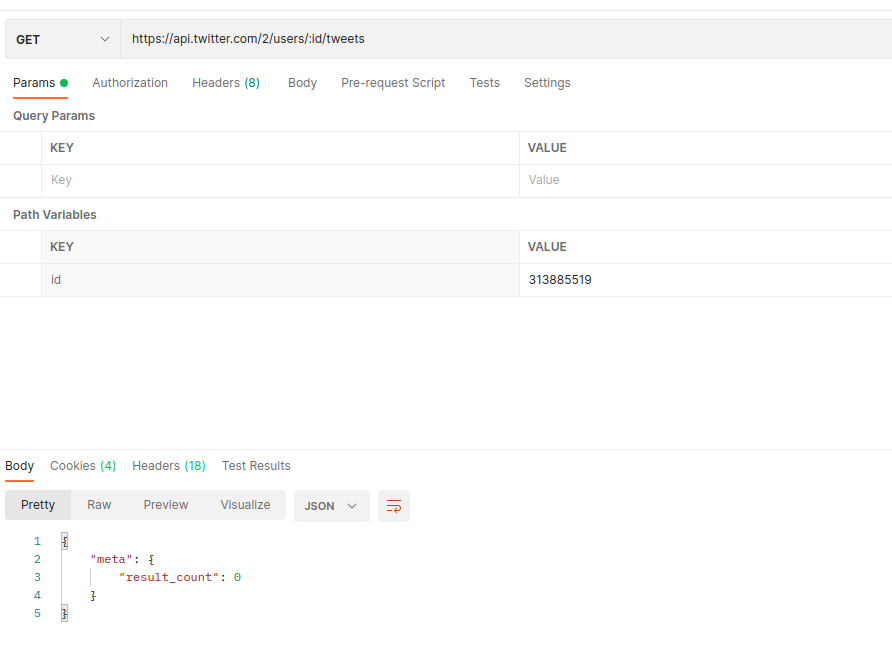 GET https://api.twitter.com/2/users/:id/tweets
Params Authorization Headers (8) Body Pre-request Script Tests Settings
Query Params
KEY VALUE
Key Value
Path Variables
KEY VALUE
id 313885519
Body Cookies (4) Headers (18) Test Results
Pretty Raw Preview Visualize JSON
1 {
2 "meta": {
3 "result_count": 0
4 }
5 }